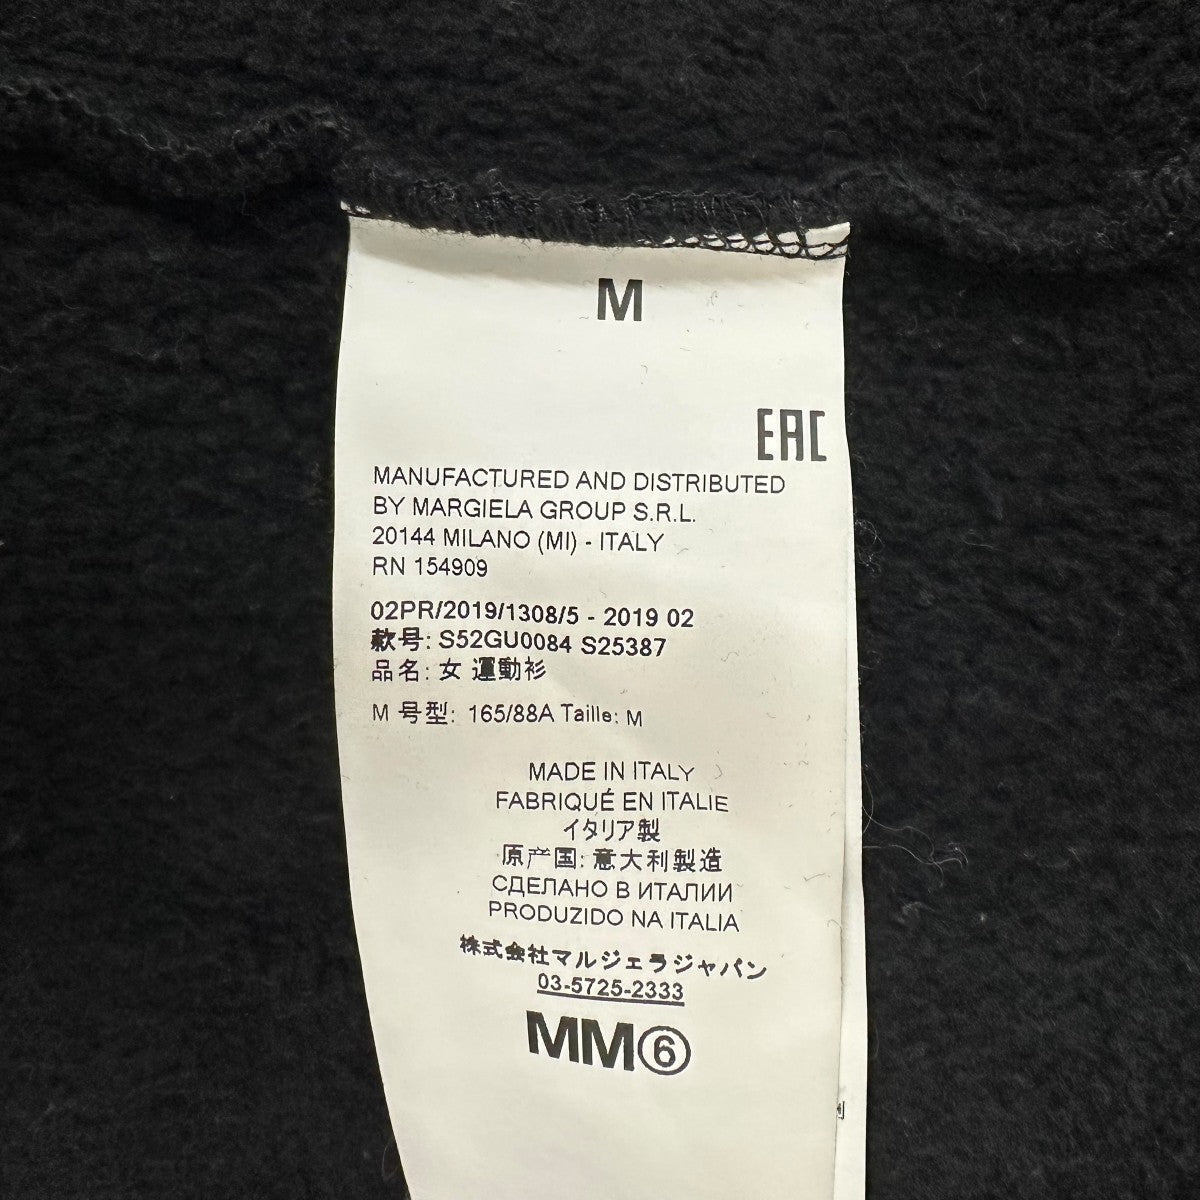 M
EAC
MANUFACTURED AND DISTRIBUTED
BY MARGIELA GROUP S.R.L.
20144 MILANO (MI) - ITALY
RN 154909
02PR/2019/1308/5 - 2019 02
款号: S52GU0084 S25387
品名: 女 運動衫
M 号型: 165/88A Taille: M
MADE IN ITALY
FABRIQUÉ EN ITALIE
イタリア製
原产国: 意大利製造
СДЕЛАНО В ИТАЛИИ
PRODUZIDO NA ITALIA
株式会社マルジェラジャパン
03-5725-2333
MM⑥